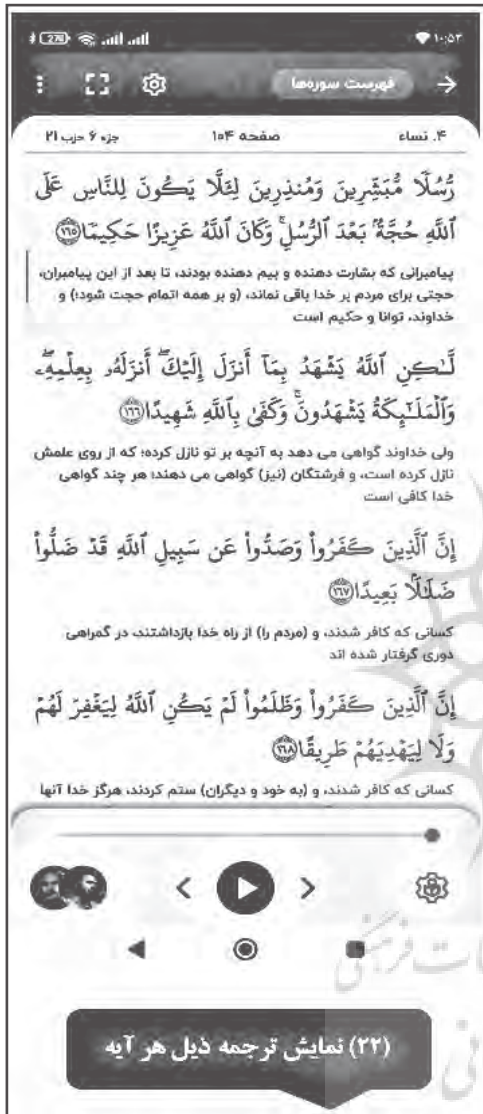 ۱۰:۵۲ 27%
فهرست سوره‌ها
۴. نساء صفحه ۱۰۴ جزء ۶ حزب ۲۱
رُّسُلًا مُّبَشِّرِينَ وَمُنذِرِينَ لِئَلَّا يَكُونَ لِلنَّاسِ عَلَى
ٱللَّهِ حُجَّةُۢ بَعْدَ ٱلرُّسُلِۚ وَكَانَ ٱللَّهُ عَزِيزًا حَكِيمًا ۱۶۵
پیامبرانی که بشارت دهنده و بیم دهنده بودند، تا بعد از این پیامبران،
حجتی برای مردم بر خدا باقی نماند، (و بر همه اتمام حجت شود؛) و
خداوند، توانا و حکیم است
لَّـٰكِنِ ٱللَّهُ يَشْهَدُ بِمَآ أَنزَلَ إِلَيْكَۖ أَنزَلَهُۥ بِعِلْمِهِۦۖ
وَٱلْمَلَـٰٓئِكَةُ يَشْهَدُونَۚ وَكَفَىٰ بِٱللَّهِ شَهِيدًا ۱۶۶
ولی خداوند گواهی می دهد به آنچه بر تو نازل کرده؛ که از روی علمش
نازل کرده است، و فرشتگان (نیز) گواهی می دهند؛ هر چند گواهی
خدا کافی است
إِنَّ ٱلَّذِينَ كَفَرُوا۟ وَصَدُّوا۟ عَن سَبِيلِ ٱللَّهِ قَدْ ضَلُّوا۟
ضَلَـٰلًۢا بَعِيدًا ۱۶۷
کسانی که کافر شدند، و (مردم را) از راه خدا بازداشتند، در گمراهی
دوری گرفتار شده اند
إِنَّ ٱلَّذِينَ كَفَرُوا۟ وَظَلَمُوا۟ لَمْ يَكُنِ ٱللَّهُ لِيَغْفِرَ لَهُمْ
وَلَا لِيَهْدِيَهُمْ طَرِيقًا ۱۶۸
کسانی که کافر شدند، و (به خود و دیگران) ستم کردند، هرگز خدا آنها
(۲۲) نمایش ترجمه ذیل هر آیه